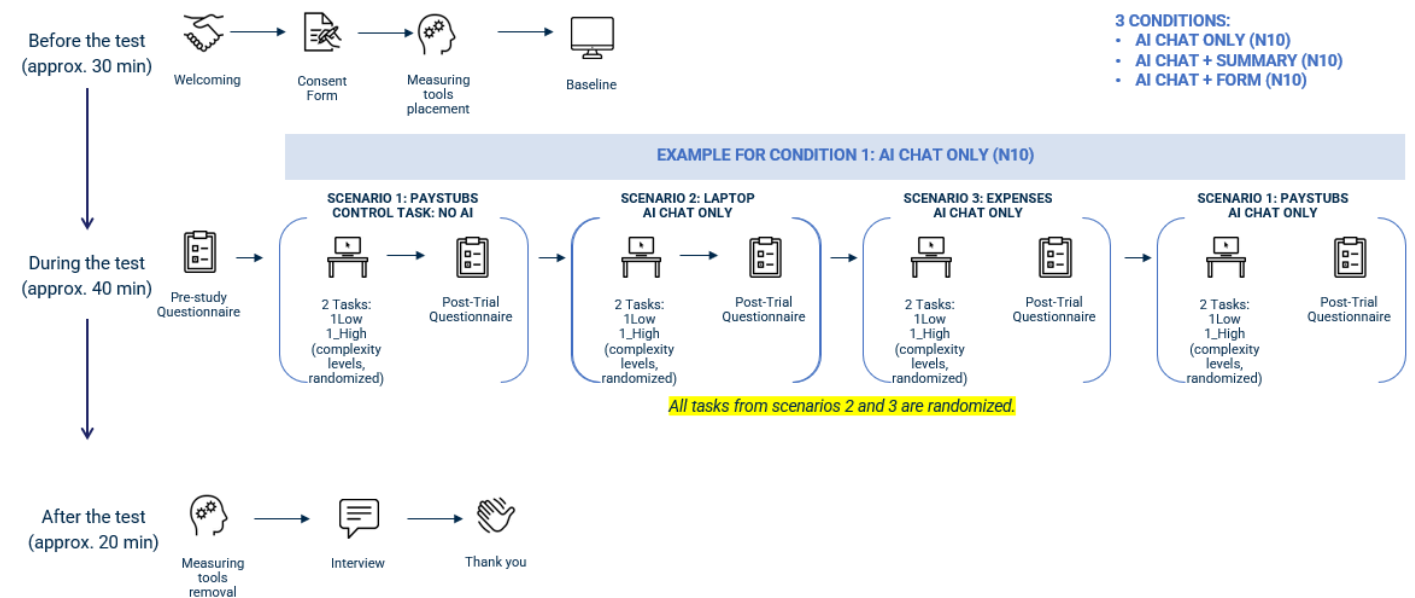 Before the test
(approx. 30 min)
Welcoming
Consent
Form
Measuring
tools
placement
Baseline
3 CONDITIONS:
• AI CHAT ONLY (N10)
• AI CHAT + SUMMARY (N10)
• AI CHAT + FORM (N10)
EXAMPLE FOR CONDITION 1: AI CHAT ONLY (N10)
During the test
(approx. 40 min)
Pre-study
Questionnaire
SCENARIO 1: PAYSTUBS
CONTROL TASK: NO AI
2 Tasks:
1Low
1_High
(complexity
levels,
randomized)
Post-Trial
Questionnaire
SCENARIO 2: LAPTOP
AI CHAT ONLY
2 Tasks:
1Low
1_High
(complexity
levels,
randomized)
Post-Trial
Questionnaire
SCENARIO 3: EXPENSES
AI CHAT ONLY
2 Tasks:
1Low
1_High
(complexity
levels,
randomized)
Post-Trial
Questionnaire
SCENARIO 1: PAYSTUBS
AI CHAT ONLY
2 Tasks:
1Low
1_High
(complexity
levels,
randomized)
Post-Trial
Questionnaire
All tasks from scenarios 2 and 3 are randomized.
After the test
(approx. 20 min)
Measuring
tools
removal
Interview
Thank you